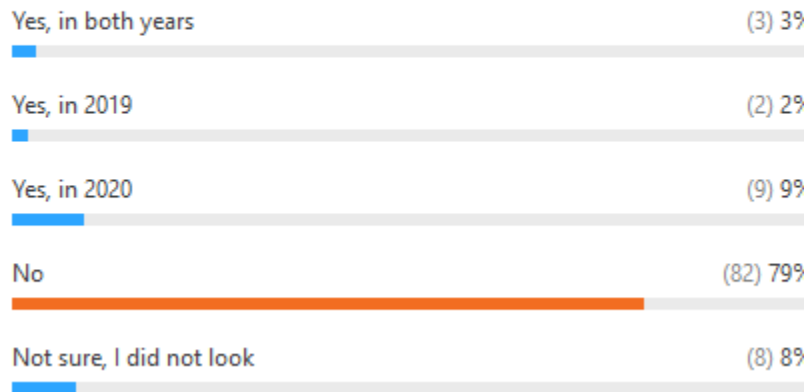 Yes, in both years (3) 3%
Yes, in 2019 (2) 2%
Yes, in 2020 (9) 9%
No (82) 79%
Not sure, I did not look (8) 8%